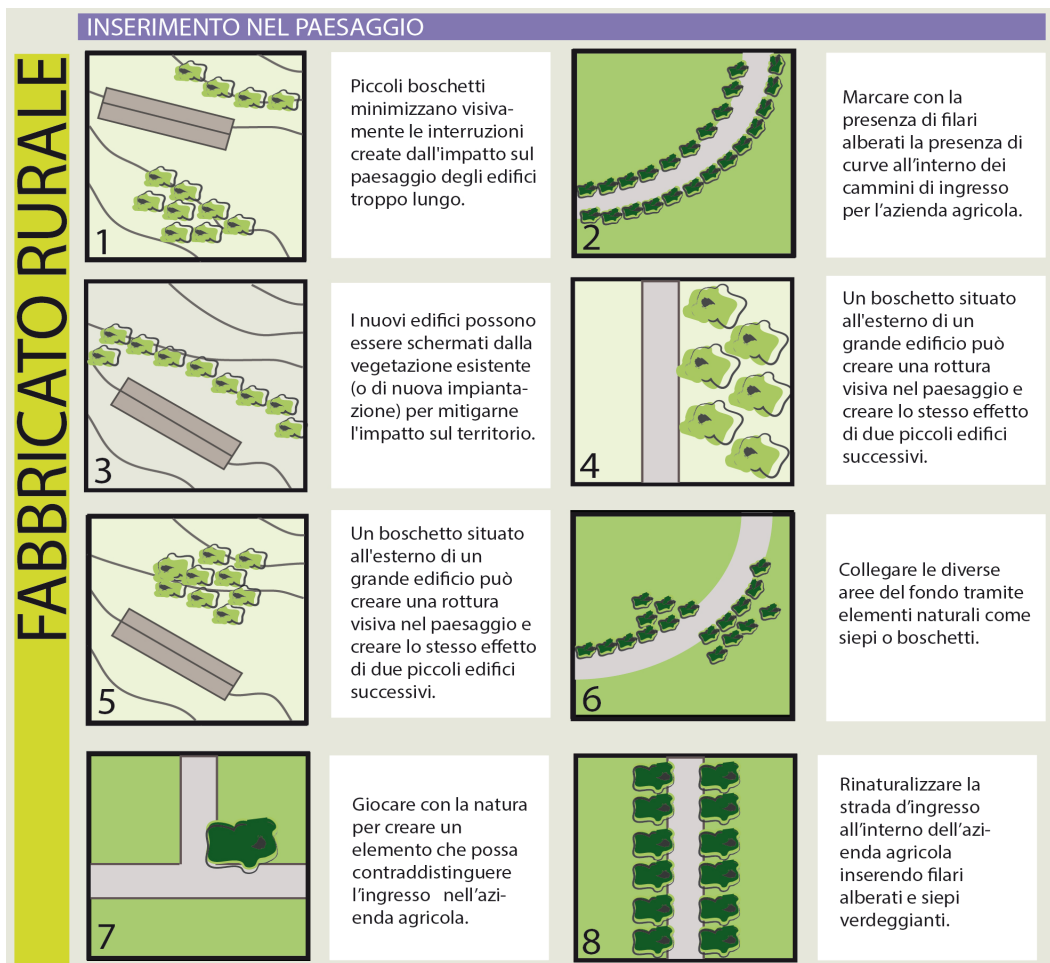 INSERIMENTO NEL PAESAGGIO
FABBRICATO RURALE
1
Piccoli boschetti
minimizzano visiva-
mente le interruzioni
create dall'impatto sul
paesaggio degli edifici
troppo lungo.
2
Marcare con la
presenza di filari
alberati la presenza di
curve all’interno dei
cammini di ingresso
per l’azienda agricola.
3
I nuovi edifici possono
essere schermati dalla
vegetazione esistente
(o di nuova impianta-
zione) per mitigarne
l'impatto sul territorio.
4
Un boschetto situato
all'esterno di un
grande edificio può
creare una rottura
visiva nel paesaggio e
creare lo stesso effetto
di due piccoli edifici
successivi.
5
Un boschetto situato
all'esterno di un
grande edificio può
creare una rottura
visiva nel paesaggio e
creare lo stesso effetto
di due piccoli edifici
successivi.
6
Collegare le diverse
aree del fondo tramite
elementi naturali come
siepi o boschetti.
7
Giocare con la natura
per creare un
elemento che possa
contraddistinguere
l’ingresso nell’azi-
enda agricola.
8
Rinaturalizzare la
strada d’ingresso
all’interno dell’azi-
enda agricola
inserendo filari
alberati e siepi
verdeggianti.